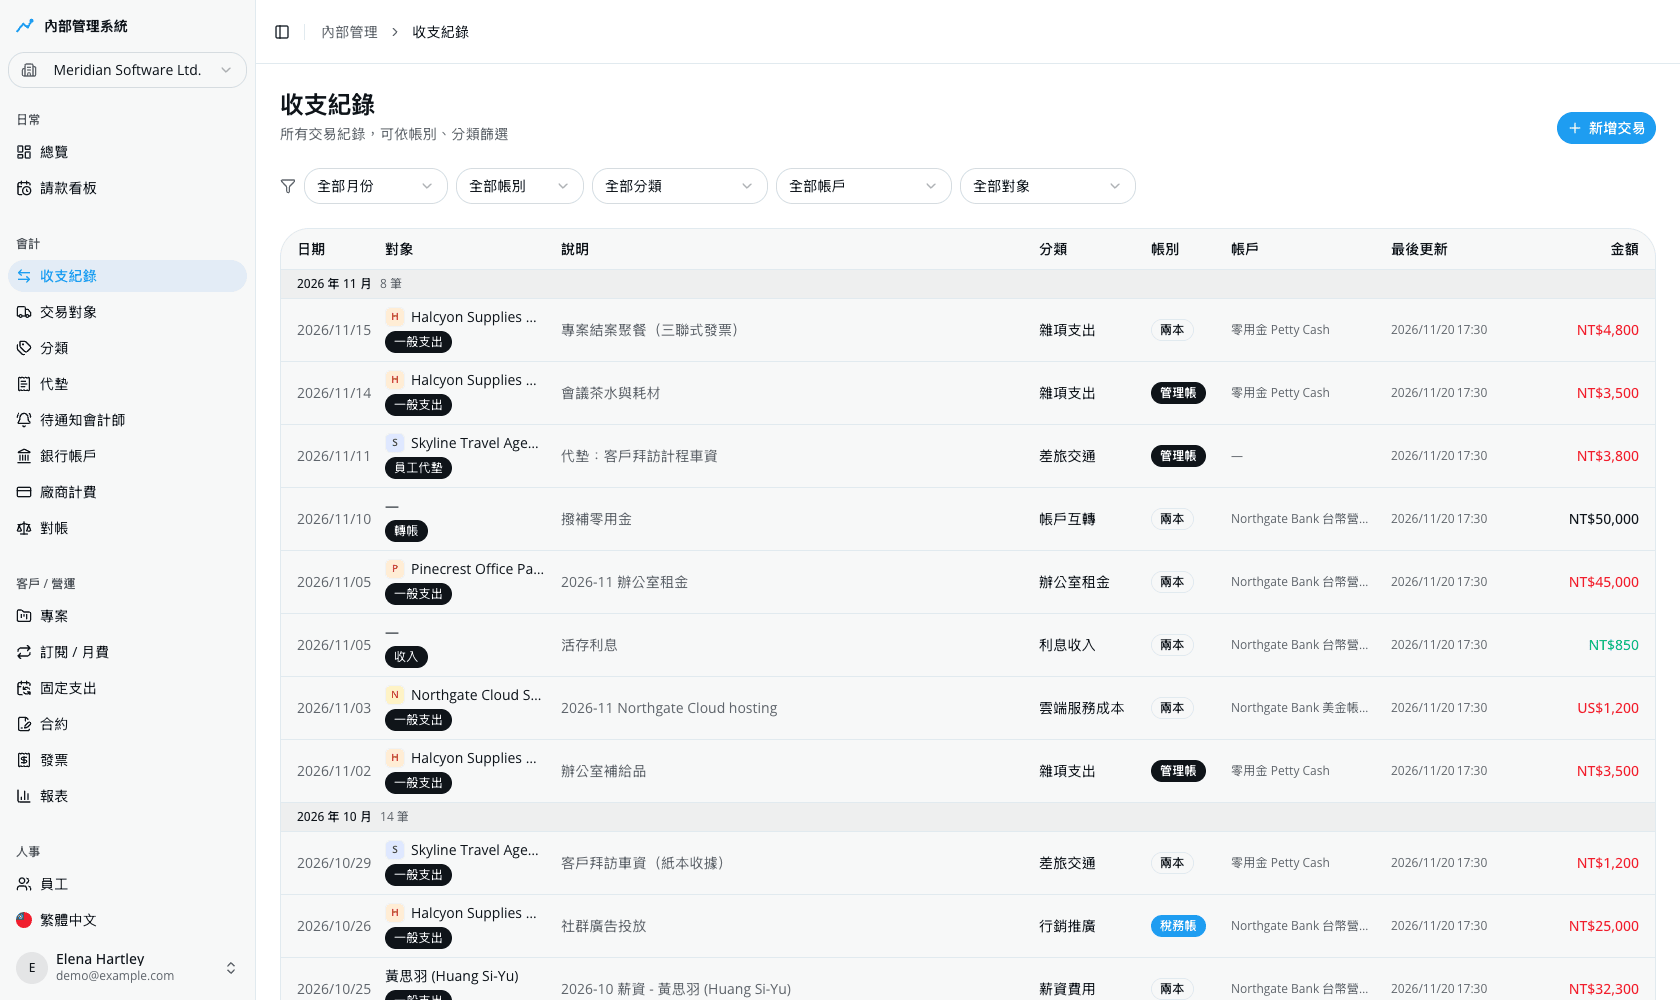 內部管理系統
Meridian Software Ltd.
日常
總覽
請款看板
會計
收支紀錄
交易對象
分類
代墊
待通知會計師
銀行帳戶
廠商計費
對帳
客戶 / 營運
專案
訂閱 / 月費
固定支出
合約
發票
報表
人事
員工
繁體中文
E
Elena Hartley
demo@example.com
內部管理 > 收支紀錄
收支紀錄
所有交易紀錄，可依帳別、分類篩選
新增交易
全部月份 全部帳別 全部分類 全部帳戶 全部對象
日期 對象 說明 分類 帳別 帳戶 最後更新 金額
2026 年 11 月 8 筆
2026/11/15 H Halcyon Supplies ... 一般支出 專案結案聚餐（三聯式發票） 雜項支出 兩本 零用金 Petty Cash 2026/11/20 17:30 NT$4,800
2026/11/14 H Halcyon Supplies ... 一般支出 會議茶水與耗材 雜項支出 管理帳 零用金 Petty Cash 2026/11/20 17:30 NT$3,500
2026/11/11 S Skyline Travel Age... 員工代墊 代墊：客戶拜訪計程車資 差旅交通 管理帳 — 2026/11/20 17:30 NT$3,800
2026/11/10 — 轉帳 撥補零用金 帳戶互轉 兩本 Northgate Bank 台幣營... 2026/11/20 17:30 NT$50,000
2026/11/05 P Pinecrest Office Pa... 一般支出 2026-11 辦公室租金 辦公室租金 兩本 Northgate Bank 台幣營... 2026/11/20 17:30 NT$45,000
2026/11/05 — 收入 活存利息 利息收入 兩本 Northgate Bank 台幣營... 2026/11/20 17:30 NT$850
2026/11/03 N Northgate Cloud S... 一般支出 2026-11 Northgate Cloud hosting 雲端服務成本 兩本 Northgate Bank 美金帳... 2026/11/20 17:30 US$1,200
2026/11/02 H Halcyon Supplies ... 一般支出 辦公室補給品 雜項支出 管理帳 零用金 Petty Cash 2026/11/20 17:30 NT$3,500
2026 年 10 月 14 筆
2026/10/29 S Skyline Travel Age... 一般支出 客戶拜訪車資（紙本收據） 差旅交通 兩本 零用金 Petty Cash 2026/11/20 17:30 NT$1,200
2026/10/26 H Halcyon Supplies ... 一般支出 社群廣告投放 行銷推廣 稅務帳 Northgate Bank 台幣營... 2026/11/20 17:30 NT$25,000
2026/10/25 黃思羽 (Huang Si-Yu) 一般支出 2026-10 薪資 - 黃思羽 (Huang Si-Yu) 薪資費用 兩本 Northgate Bank 台幣營... 2026/11/20 17:30 NT$32,300